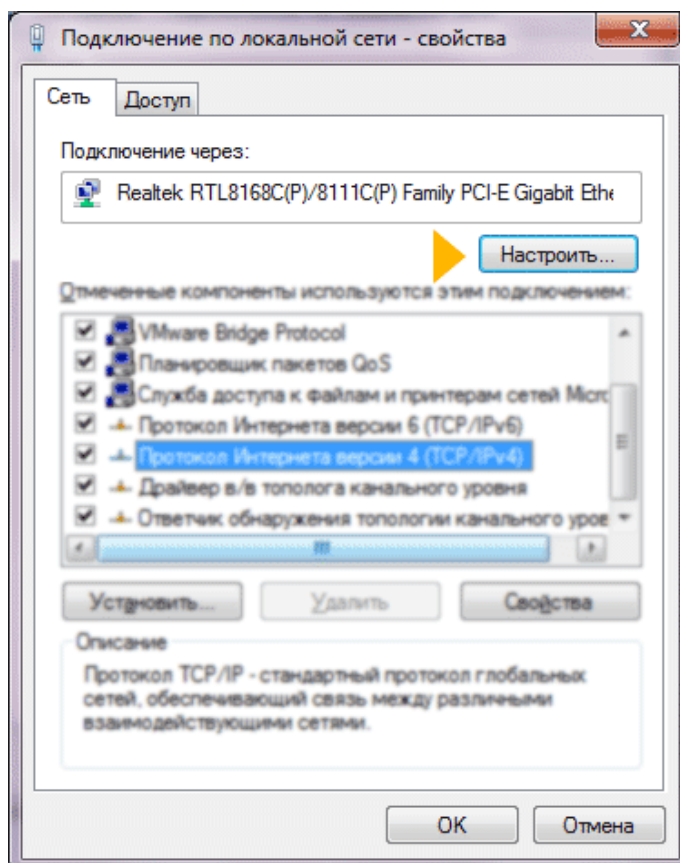 Подключение по локальной сети - свойства
Сеть
Доступ
Подключение через:
Realtek RTL8168C(P)/8111C(P) Family PCI-E Gigabit Ethe
Настроить...
Отмеченные компоненты используются этим подключением:
VMware Bridge Protocol
Планировщик пакетов QoS
Служба доступа к файлам и принтерам сетей Micro
Протокол Интернета версии 6 (TCP/IPv6)
Протокол Интернета версии 4 (TCP/IPv4)
Драйвер в/в тополога канального уровня
Ответчик обнаружения топологии канального уров
Установить...
Удалить
Свойства
Описание
Протокол TCP/IP - стандартный протокол глобальных
сетей, обеспечивающий связь между различными
взаимодействующими сетями.
OK
Отмена